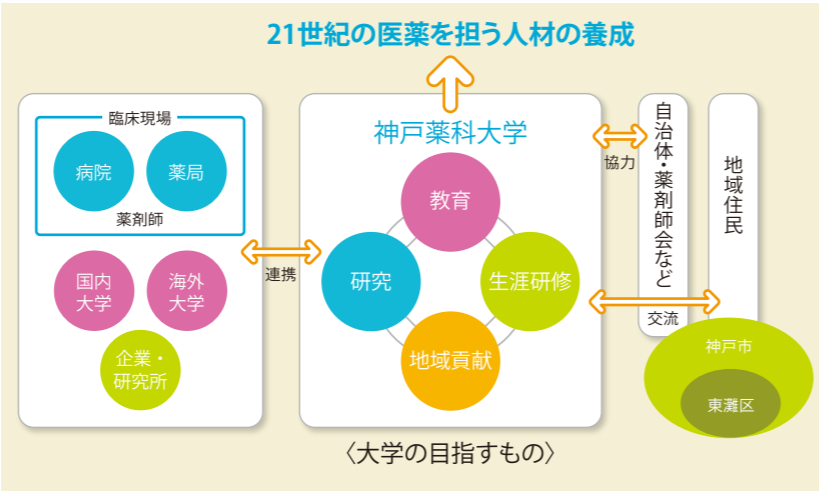 21世紀の医薬を担う人材の養成
臨床現場
病院
薬局
薬剤師
国内
大学
海外
大学
企業・
研究所
連携
神戸薬科大学
教育
研究
生涯研修
地域貢献
協力
自治体・薬剤師会など
地域住民
交流
神戸市
東灘区
〈大学の目指すもの〉